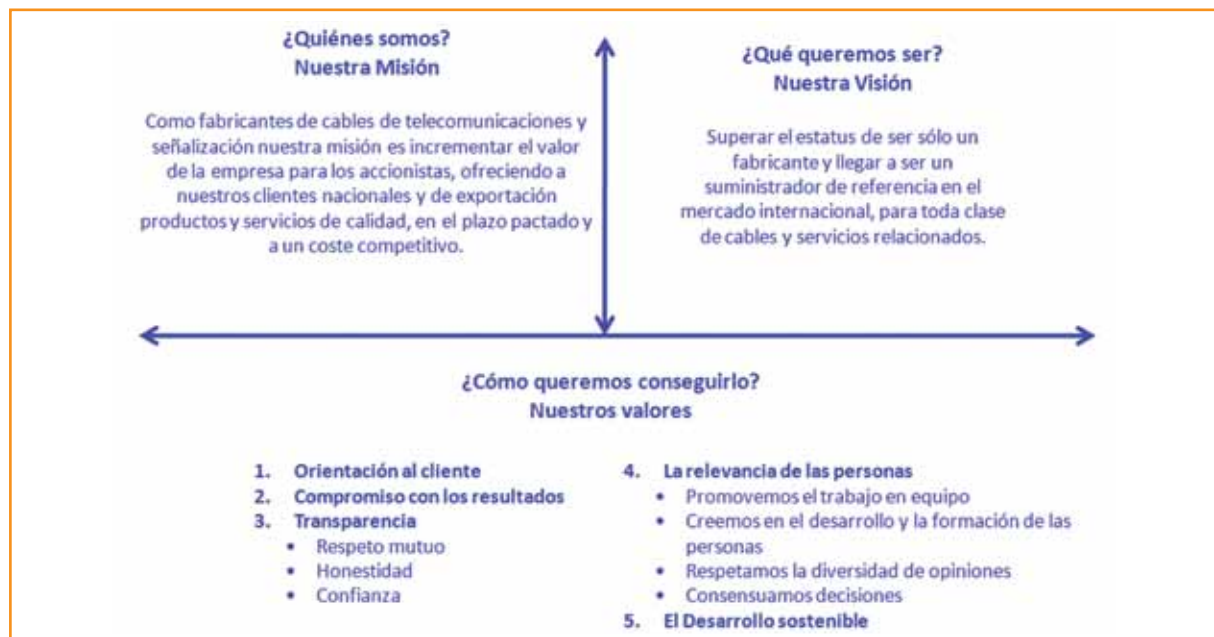 ¿Quiénes somos?
Nuestra Misión
Como fabricantes de cables de telecomunicaciones y
señalización nuestra misión es incrementar el valor
de la empresa para los accionistas, ofreciendo a
nuestros clientes nacionales y de exportación
productos y servicios de calidad, en el plazo pactado y
a un coste competitivo.
¿Qué queremos ser?
Nuestra Visión
Superar el estatus de ser sólo un
fabricante y llegar a ser un
suministrador de referencia en el
mercado internacional, para toda clase
de cables y servicios relacionados.
¿Cómo queremos conseguirlo?
Nuestros valores
1. Orientación al cliente
2. Compromiso con los resultados
3. Transparencia
• Respeto mutuo
• Honestidad
• Confianza
4. La relevancia de las personas
• Promovemos el trabajo en equipo
• Creemos en el desarrollo y la formación de las
personas
• Respetamos la diversidad de opiniones
• Consensuamos decisiones
5. El Desarrollo sostenible